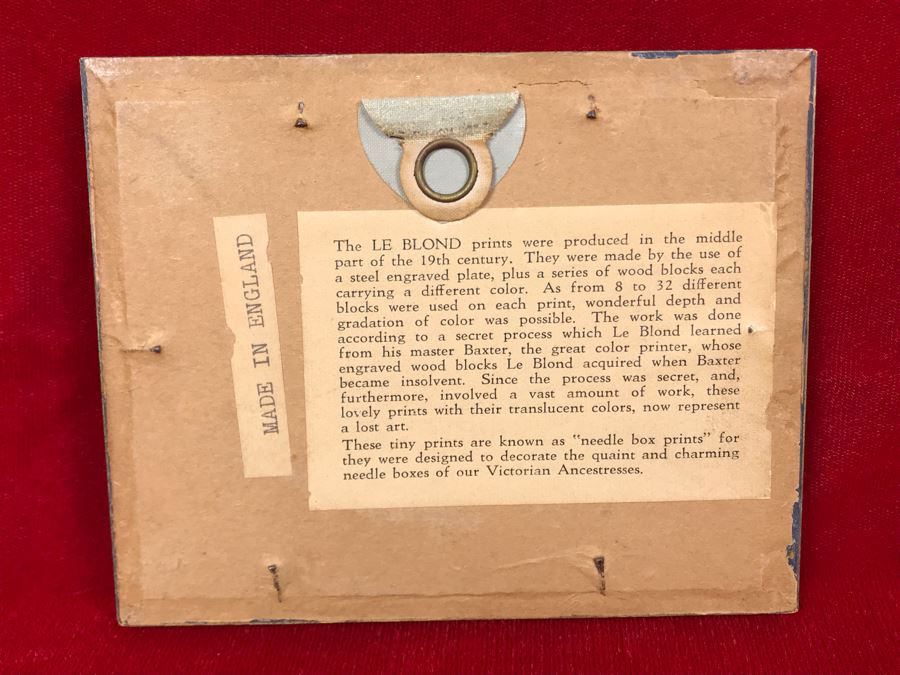 MADE IN ENGLAND
The LE BLOND prints were produced in the middle
part of the 19th century. They were made by the use of
a steel engraved plate, plus a series of wood blocks each
carrying a different color. As from 8 to 32 different
blocks were used on each print, wonderful depth and
gradation of color was possible. The work was done
according to a secret process which Le Blond learned
from his master Baxter, the great color printer, whose
engraved wood blocks Le Blond acquired when Baxter
became insolvent. Since the process was secret, and,
furthermore, involved a vast amount of work, these
lovely prints with their translucent colors, now represent
a lost art.
These tiny prints are known as "needle box prints" for
they were designed to decorate the quaint and charming
needle boxes of our Victorian Ancestresses.